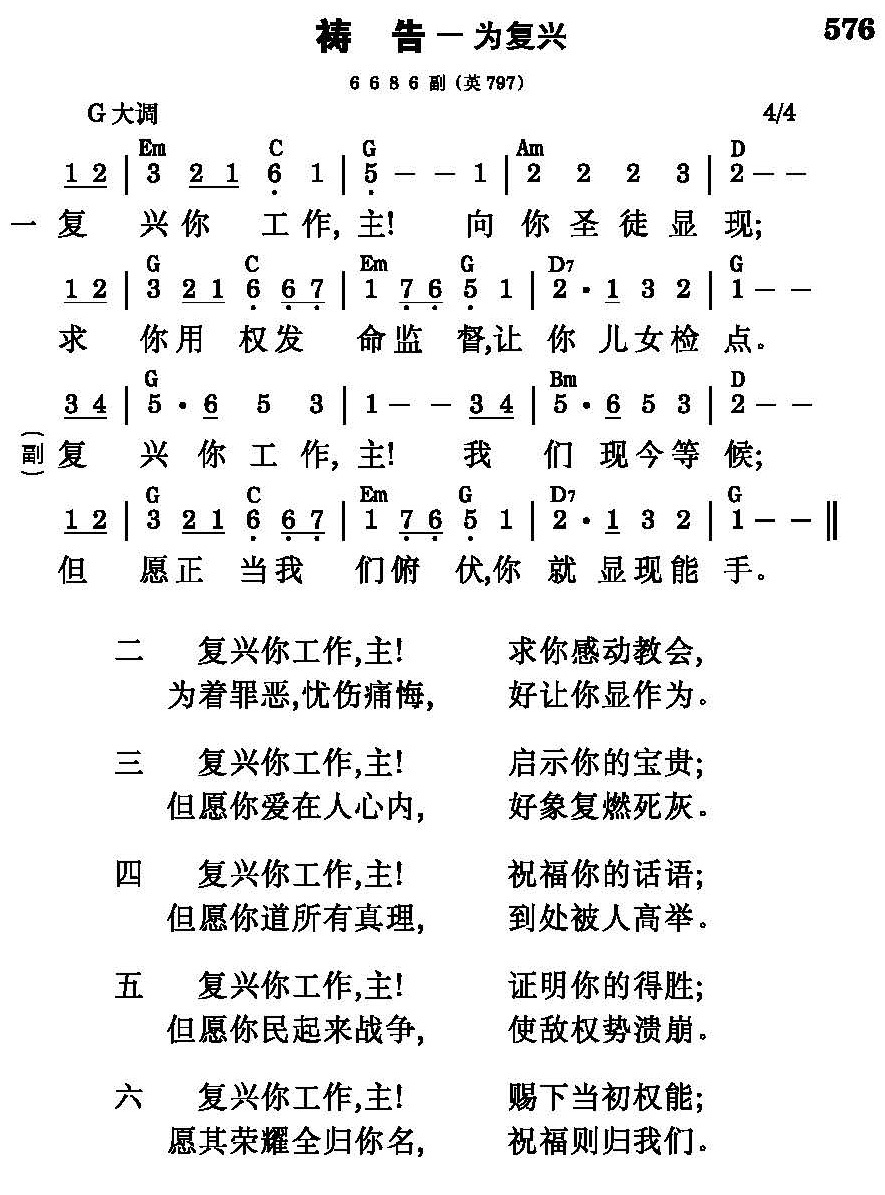 祷 告 — 为复兴 576
6 6 8 6 副（英 797）
G 大调 4/4
Em C G Am D
1 2 | 3 2 1 6 1 | 5 - - 1 | 2 2 2 3 | 2 - -
一 复 兴 你 工 作, 主! 向 你 圣 徒 显 现;
G C Em G D7 G
1 2 | 3 2 1 6 6 7 | 1 7 6 5 1 | 2 · 1 3 2 | 1 - -
求 你 用 权 发 命 监 督,让 你 儿 女 检 点。
G Bm D
3 4 | 5 · 6 5 3 | 1 - - 3 4 | 5 · 6 5 3 | 2 - -
(副) 复 兴 你 工 作, 主! 我 们 现 今 等 候;
G C Em G D7 G
1 2 | 3 2 1 6 6 7 | 1 7 6 5 1 | 2 · 1 3 2 | 1 - - ‖
但 愿 正 当 我 们 俯 伏,你 就 显 现 能 手。
二 复兴你工作,主! 求你感动教会,
为着罪恶,忧伤痛悔, 好让你显作为。
三 复兴你工作,主! 启示你的宝贵;
但愿你爱在人心内, 好象复燃死灰。
四 复兴你工作,主! 祝福你的话语;
但愿你道所有真理, 到处被人高举。
五 复兴你工作,主! 证明你的得胜;
但愿你民起来战争, 使敌权势溃崩。
六 复兴你工作,主! 赐下当初权能;
愿其荣耀全归你名, 祝福则归我们。